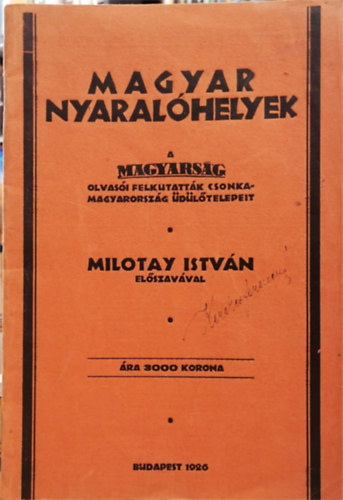 MAGYAR
NYARALÓHELYEK
A
MAGYARSÁG
OLVASÓI FELKUTATTÁK CSONKA-
MAGYARORSZÁG ÜDÜLŐTELEPEIT
MILOTAY ISTVÁN
ELŐSZAVÁVAL
ÁRA 3000 KORONA
BUDAPEST 1926